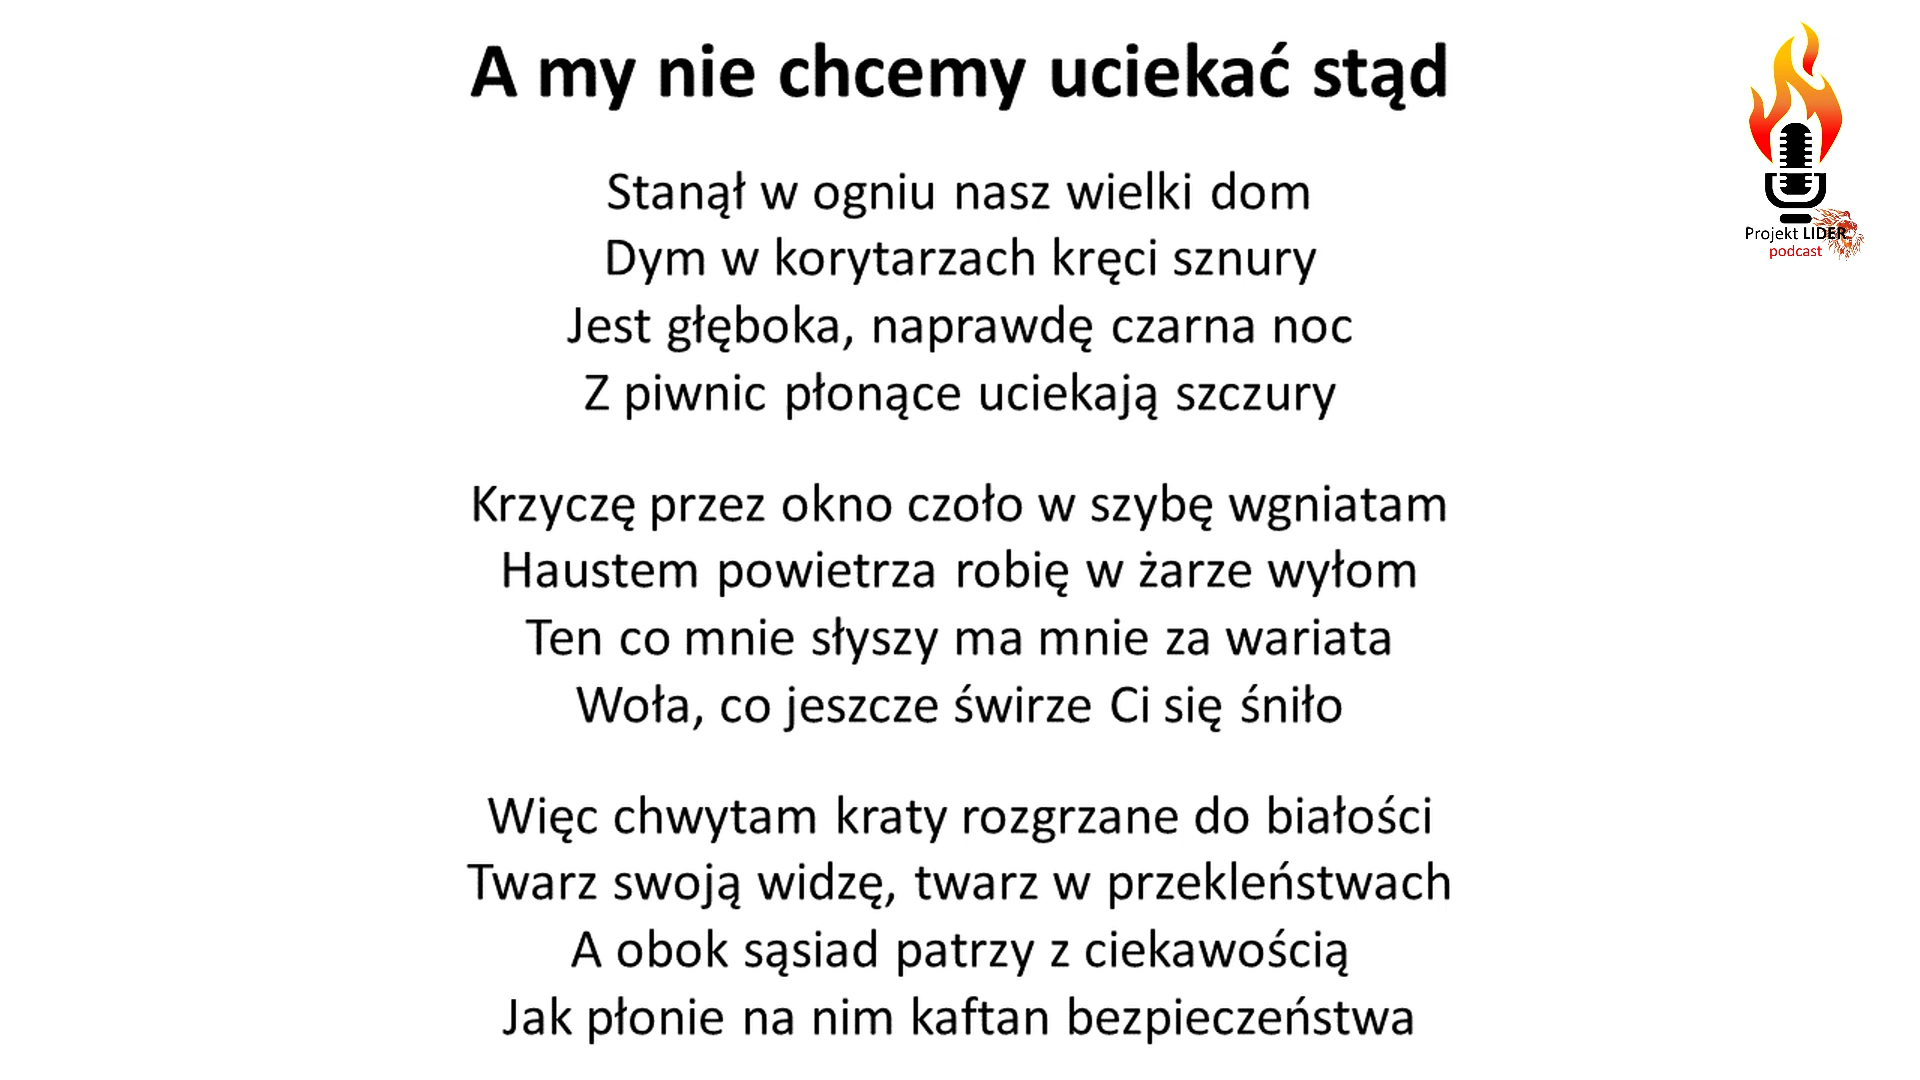 A my nie chcemy uciekać stąd
Stanął w ogniu nasz wielki dom
Dym w korytarzach kręci sznury
Jest głęboka, naprawdę czarna noc
Z piwnic płonące uciekają szczury
Krzyczę przez okno czoło w szybę wgniatam
Haustem powietrza robię w żarze wyłom
Ten co mnie słyszy ma mnie za wariata
Woła, co jeszcze świrze Ci się śniło
Więc chwytam kraty rozgrzane do białości
Twarz swoją widzę, twarz w przekleństwach
A obok sąsiad patrzy z ciekawością
Jak płonie na nim kaftan bezpieczeństwa
Projekt LIDER
podcast